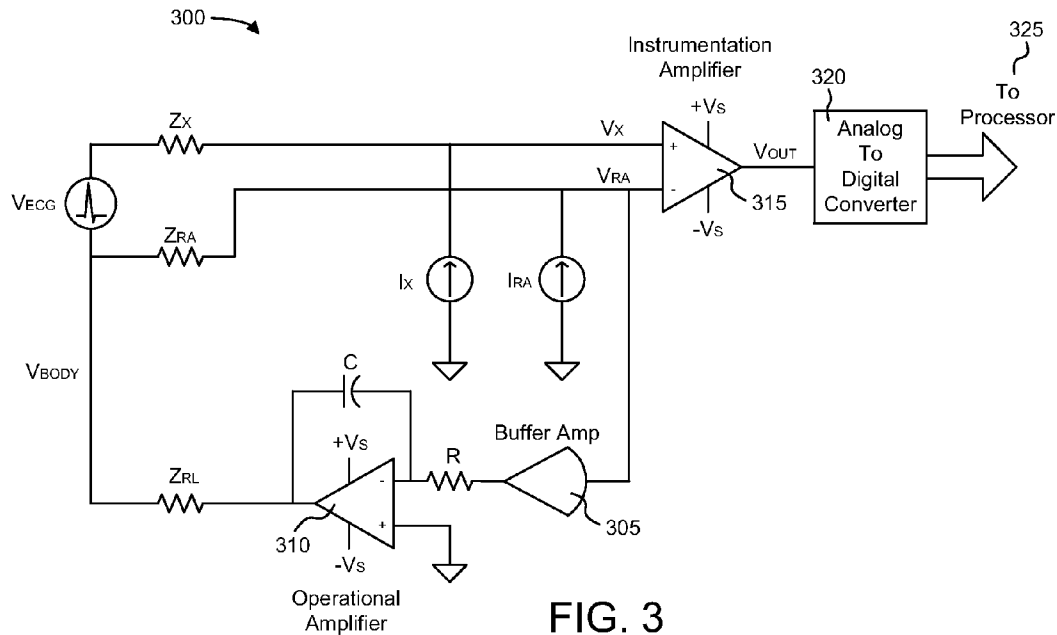 300
Instrumentation
Amplifier
325
To
Processor
320
+VS
ZX
VX
Analog
To
Digital
Converter
VOUT
VRA
+
-
315
-VS
VECG
ZRA
IX
IRA
VBODY
C
Buffer Amp
+VS
R
ZRL
-
+
310
305
-VS
Operational
Amplifier
FIG. 3